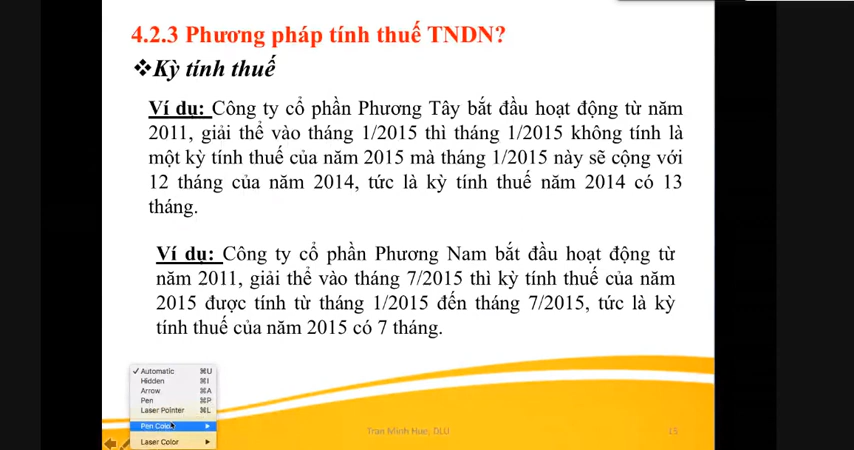 4.2.3 Phương pháp tính thuế TNDN?
❖Kỳ tính thuế
Ví dụ: Công ty cổ phần Phương Tây bắt đầu hoạt động từ năm
2011, giải thể vào tháng 1/2015 thì tháng 1/2015 không tính là
một kỳ tính thuế của năm 2015 mà tháng 1/2015 này sẽ cộng với
12 tháng của năm 2014, tức là kỳ tính thuế năm 2014 có 13
tháng.
Ví dụ: Công ty cổ phần Phương Nam bắt đầu hoạt động từ
năm 2011, giải thể vào tháng 7/2015 thì kỳ tính thuế của năm
2015 được tính từ tháng 1/2015 đến tháng 7/2015, tức là kỳ
tính thuế của năm 2015 có 7 tháng.
✓ Automatic ⌘U
Hidden ⌘I
Arrow ⌘A
Pen ⌘P
Laser Pointer ⌘L
Pen Color
Laser Color
Tran Minh Hue, DLU